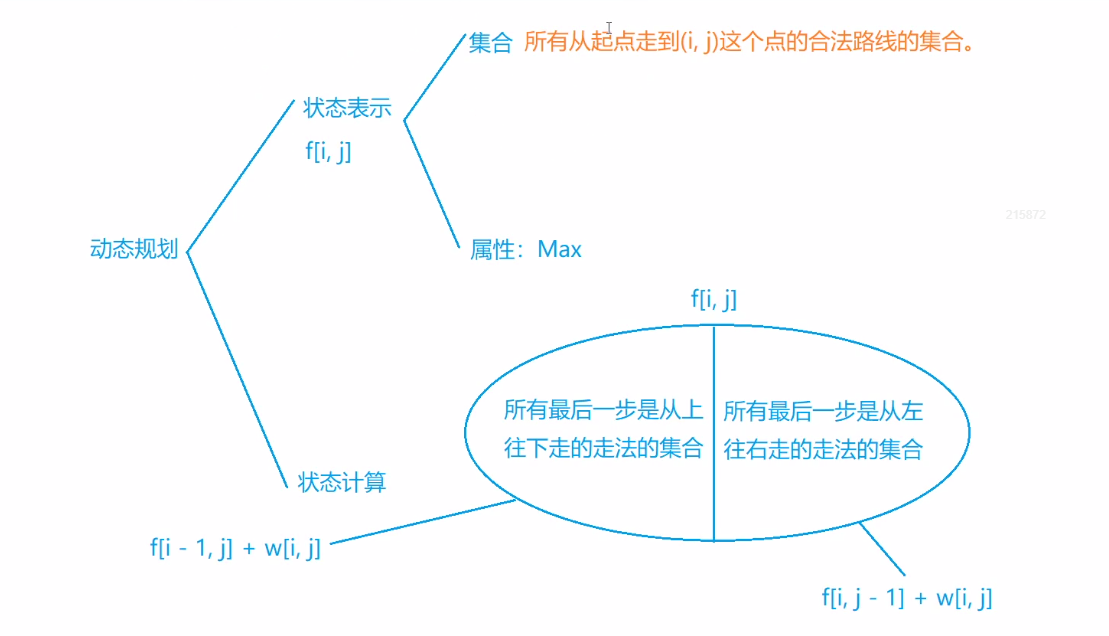 集合 所有从起点走到(i, j)这个点的合法路线的集合。
状态表示
f[i, j]
215872
动态规划
属性：Max
f[i, j]
所有最后一步是从上
往下走的走法的集合
所有最后一步是从左
往右走的走法的集合
状态计算
f[i - 1, j] + w[i, j]
f[i, j - 1] + w[i, j]